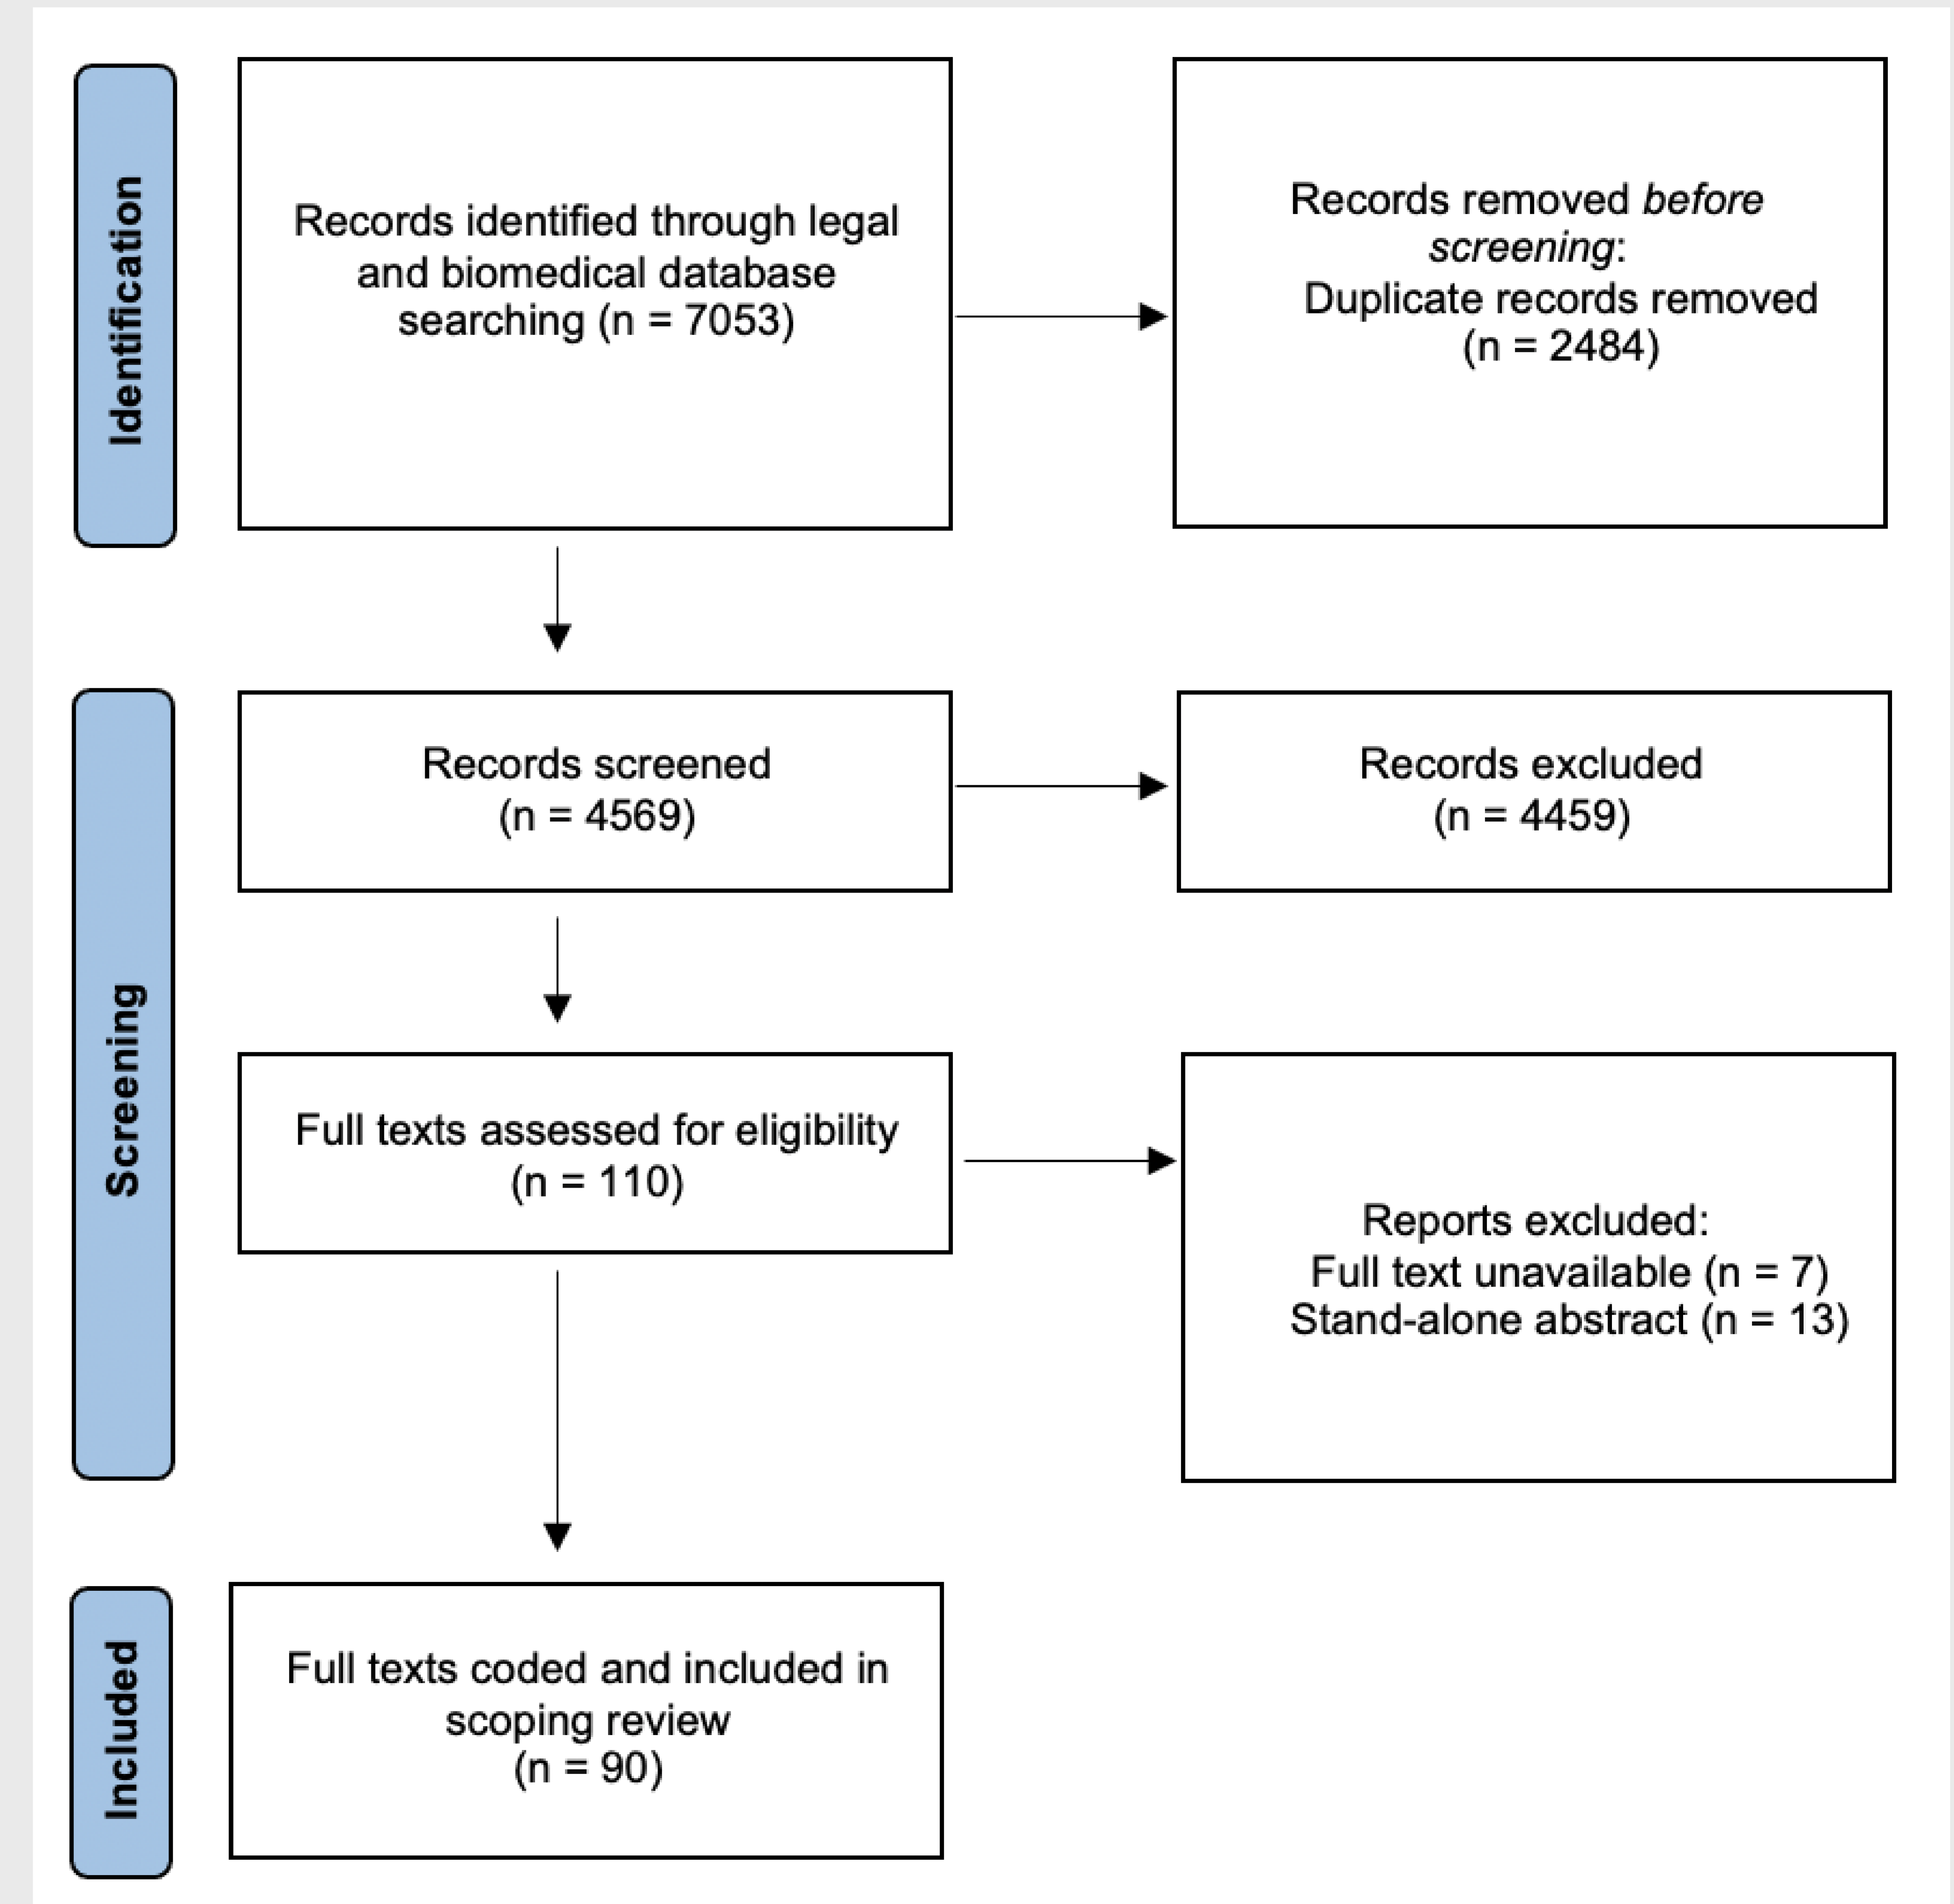 Identification
Records identified through legal
and biomedical database
searching (n = 7053)
Records removed before
screening:
Duplicate records removed
(n = 2484)
Screening
Records screened
(n = 4569)
Records excluded
(n = 4459)
Full texts assessed for eligibility
(n = 110)
Reports excluded:
Full text unavailable (n = 7)
Stand-alone abstract (n = 13)
Included
Full texts coded and included in
scoping review
(n = 90)